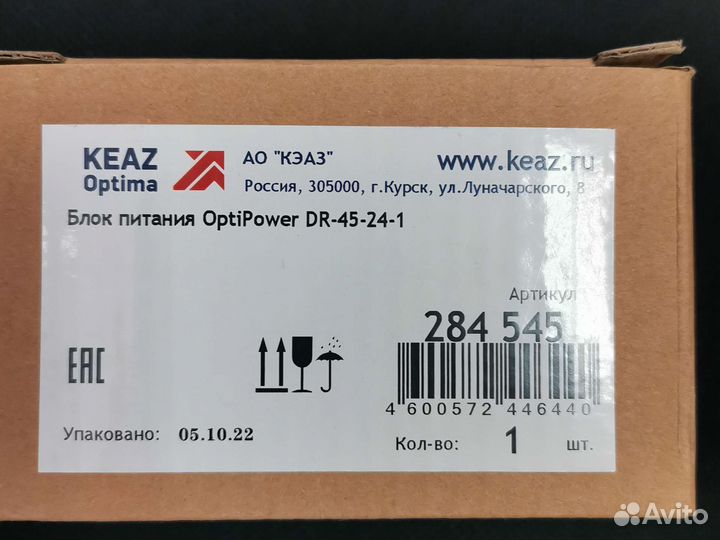 KEAZ
Optima
АО "КЭАЗ"
www.keaz.ru
Россия, 305000, г.Курск, ул.Луначарского, 8
Блок питания OptiPower DR-45-24-1
Артикул
284 545
EAC
4 600572 446440
Упаковано: 05.10.22
Кол-во: 1 шт.
Avito